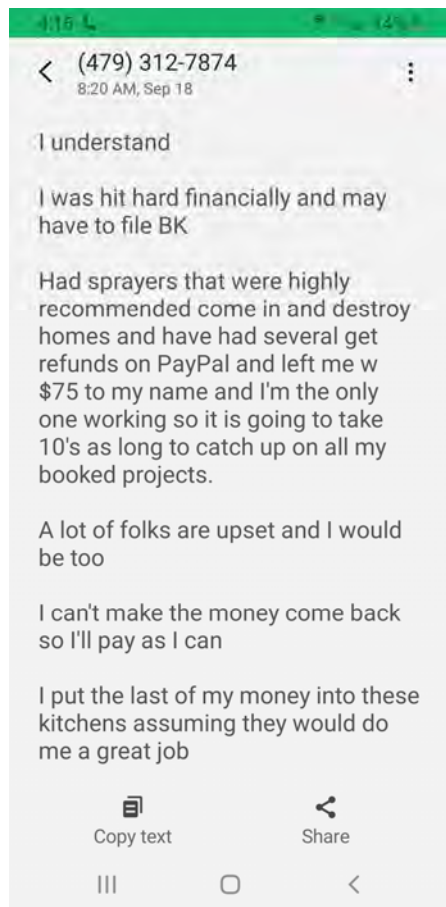 4:15
(479) 312-7874
8:20 AM, Sep 18
I understand
I was hit hard financially and may
have to file BK
Had sprayers that were highly
recommended come in and destroy
homes and have had several get
refunds on PayPal and left me w
$75 to my name and I'm the only
one working so it is going to take
10's as long to catch up on all my
booked projects.
A lot of folks are upset and I would
be too
I can't make the money come back
so I'll pay as I can
I put the last of my money into these
kitchens assuming they would do
me a great job
Copy text
Share